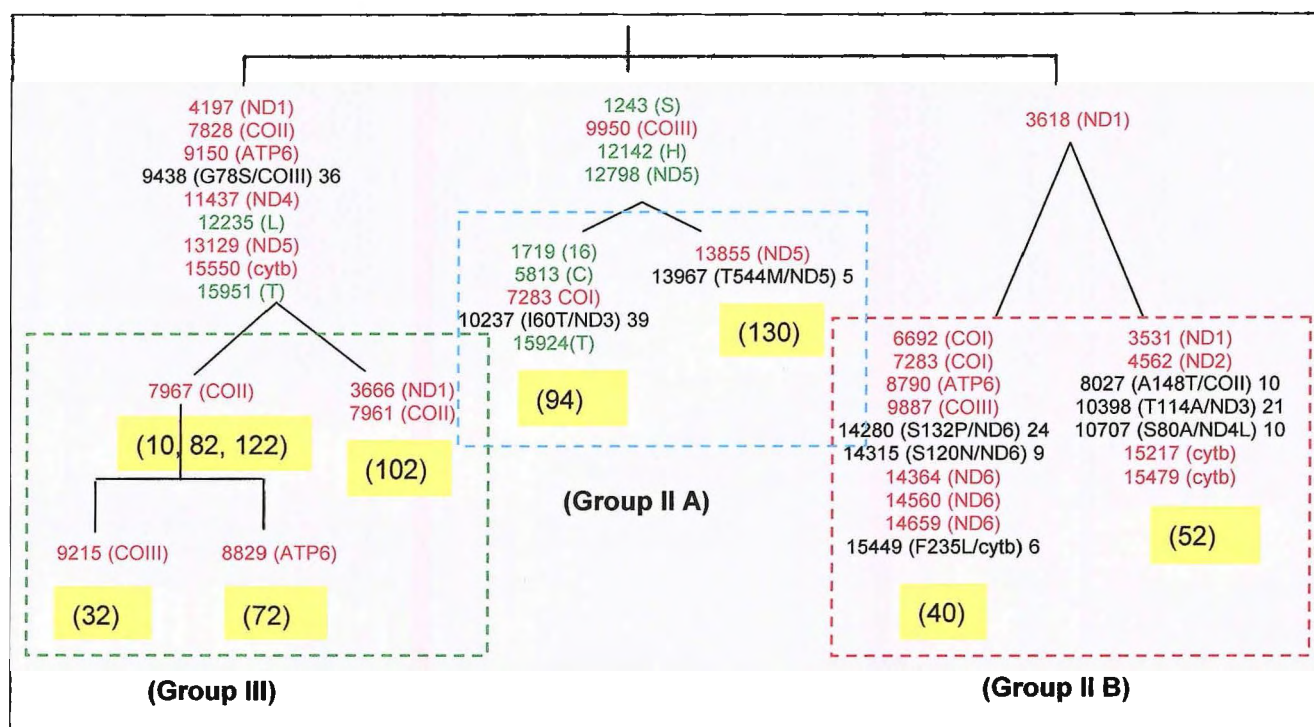 4197 (ND1)
7828 (COII)
9150 (ATP6)
9438 (G78S/COIII) 36
11437 (ND4)
12235 (L)
13129 (ND5)
15550 (cytb)
15951 (T)
7967 (COII)
(10, 82, 122)
3666 (ND1)
7961 (COII)
(102)
9215 (COIII)
(32)
8829 (ATP6)
(72)
(Group III)
1243 (S)
9950 (COIII)
12142 (H)
12798 (ND5)
1719 (16)
5813 (C)
7283 COI)
10237 (I60T/ND3) 39
15924(T)
(94)
13855 (ND5)
13967 (T544M/ND5) 5
(130)
(Group II A)
3618 (ND1)
6692 (COI)
7283 (COI)
8790 (ATP6)
9887 (COIII)
14280 (S132P/ND6) 24
14315 (S120N/ND6) 9
14364 (ND6)
14560 (ND6)
14659 (ND6)
15449 (F235L/cytb) 6
(40)
3531 (ND1)
4562 (ND2)
8027 (A148T/COII) 10
10398 (T114A/ND3) 21
10707 (S80A/ND4L) 10
15217 (cytb)
15479 (cytb)
(52)
(Group II B)